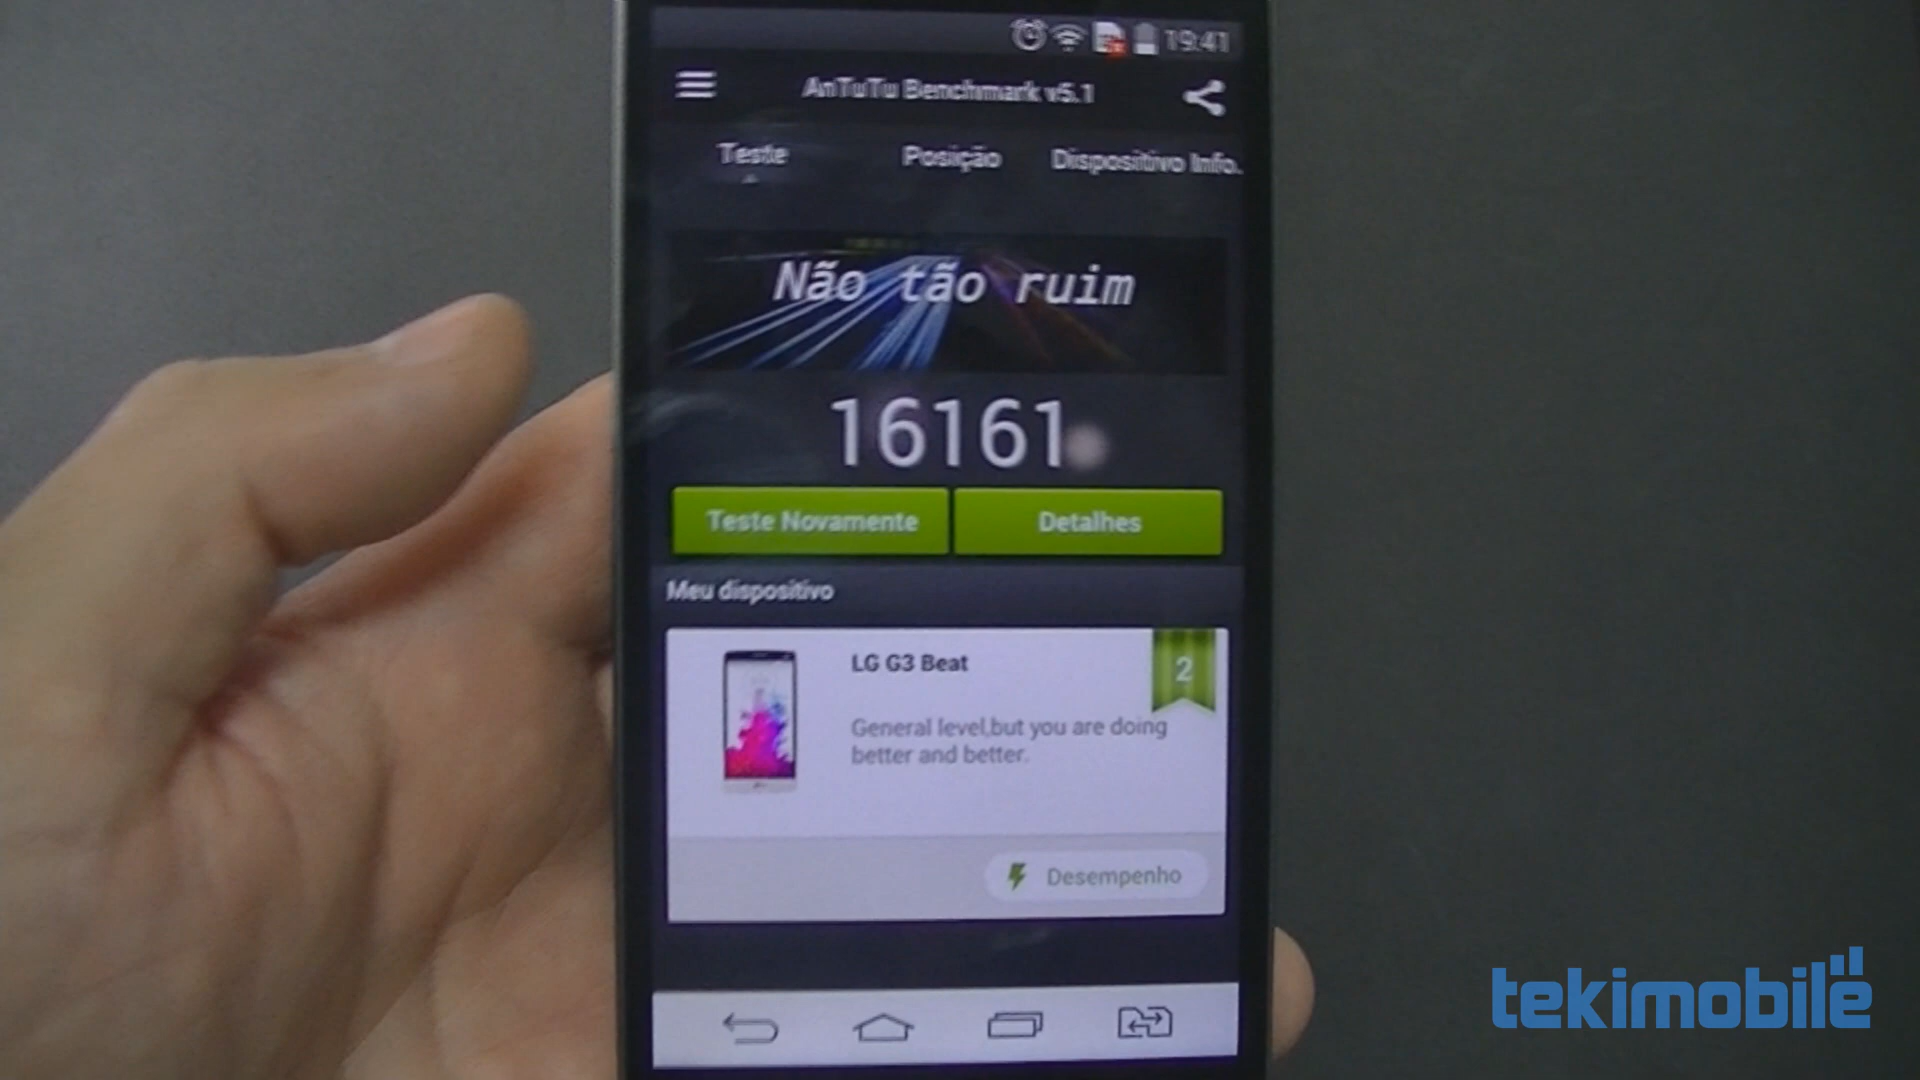 19:41
AnTuTu Benchmark v5.1
Teste Posição Dispositivo Info.
Não tão ruim
16161
Teste Novamente Detalhes
Meu dispositivo
LG G3 Beat
2
General level,but you are doing
better and better.
Desempenho
tekimobile